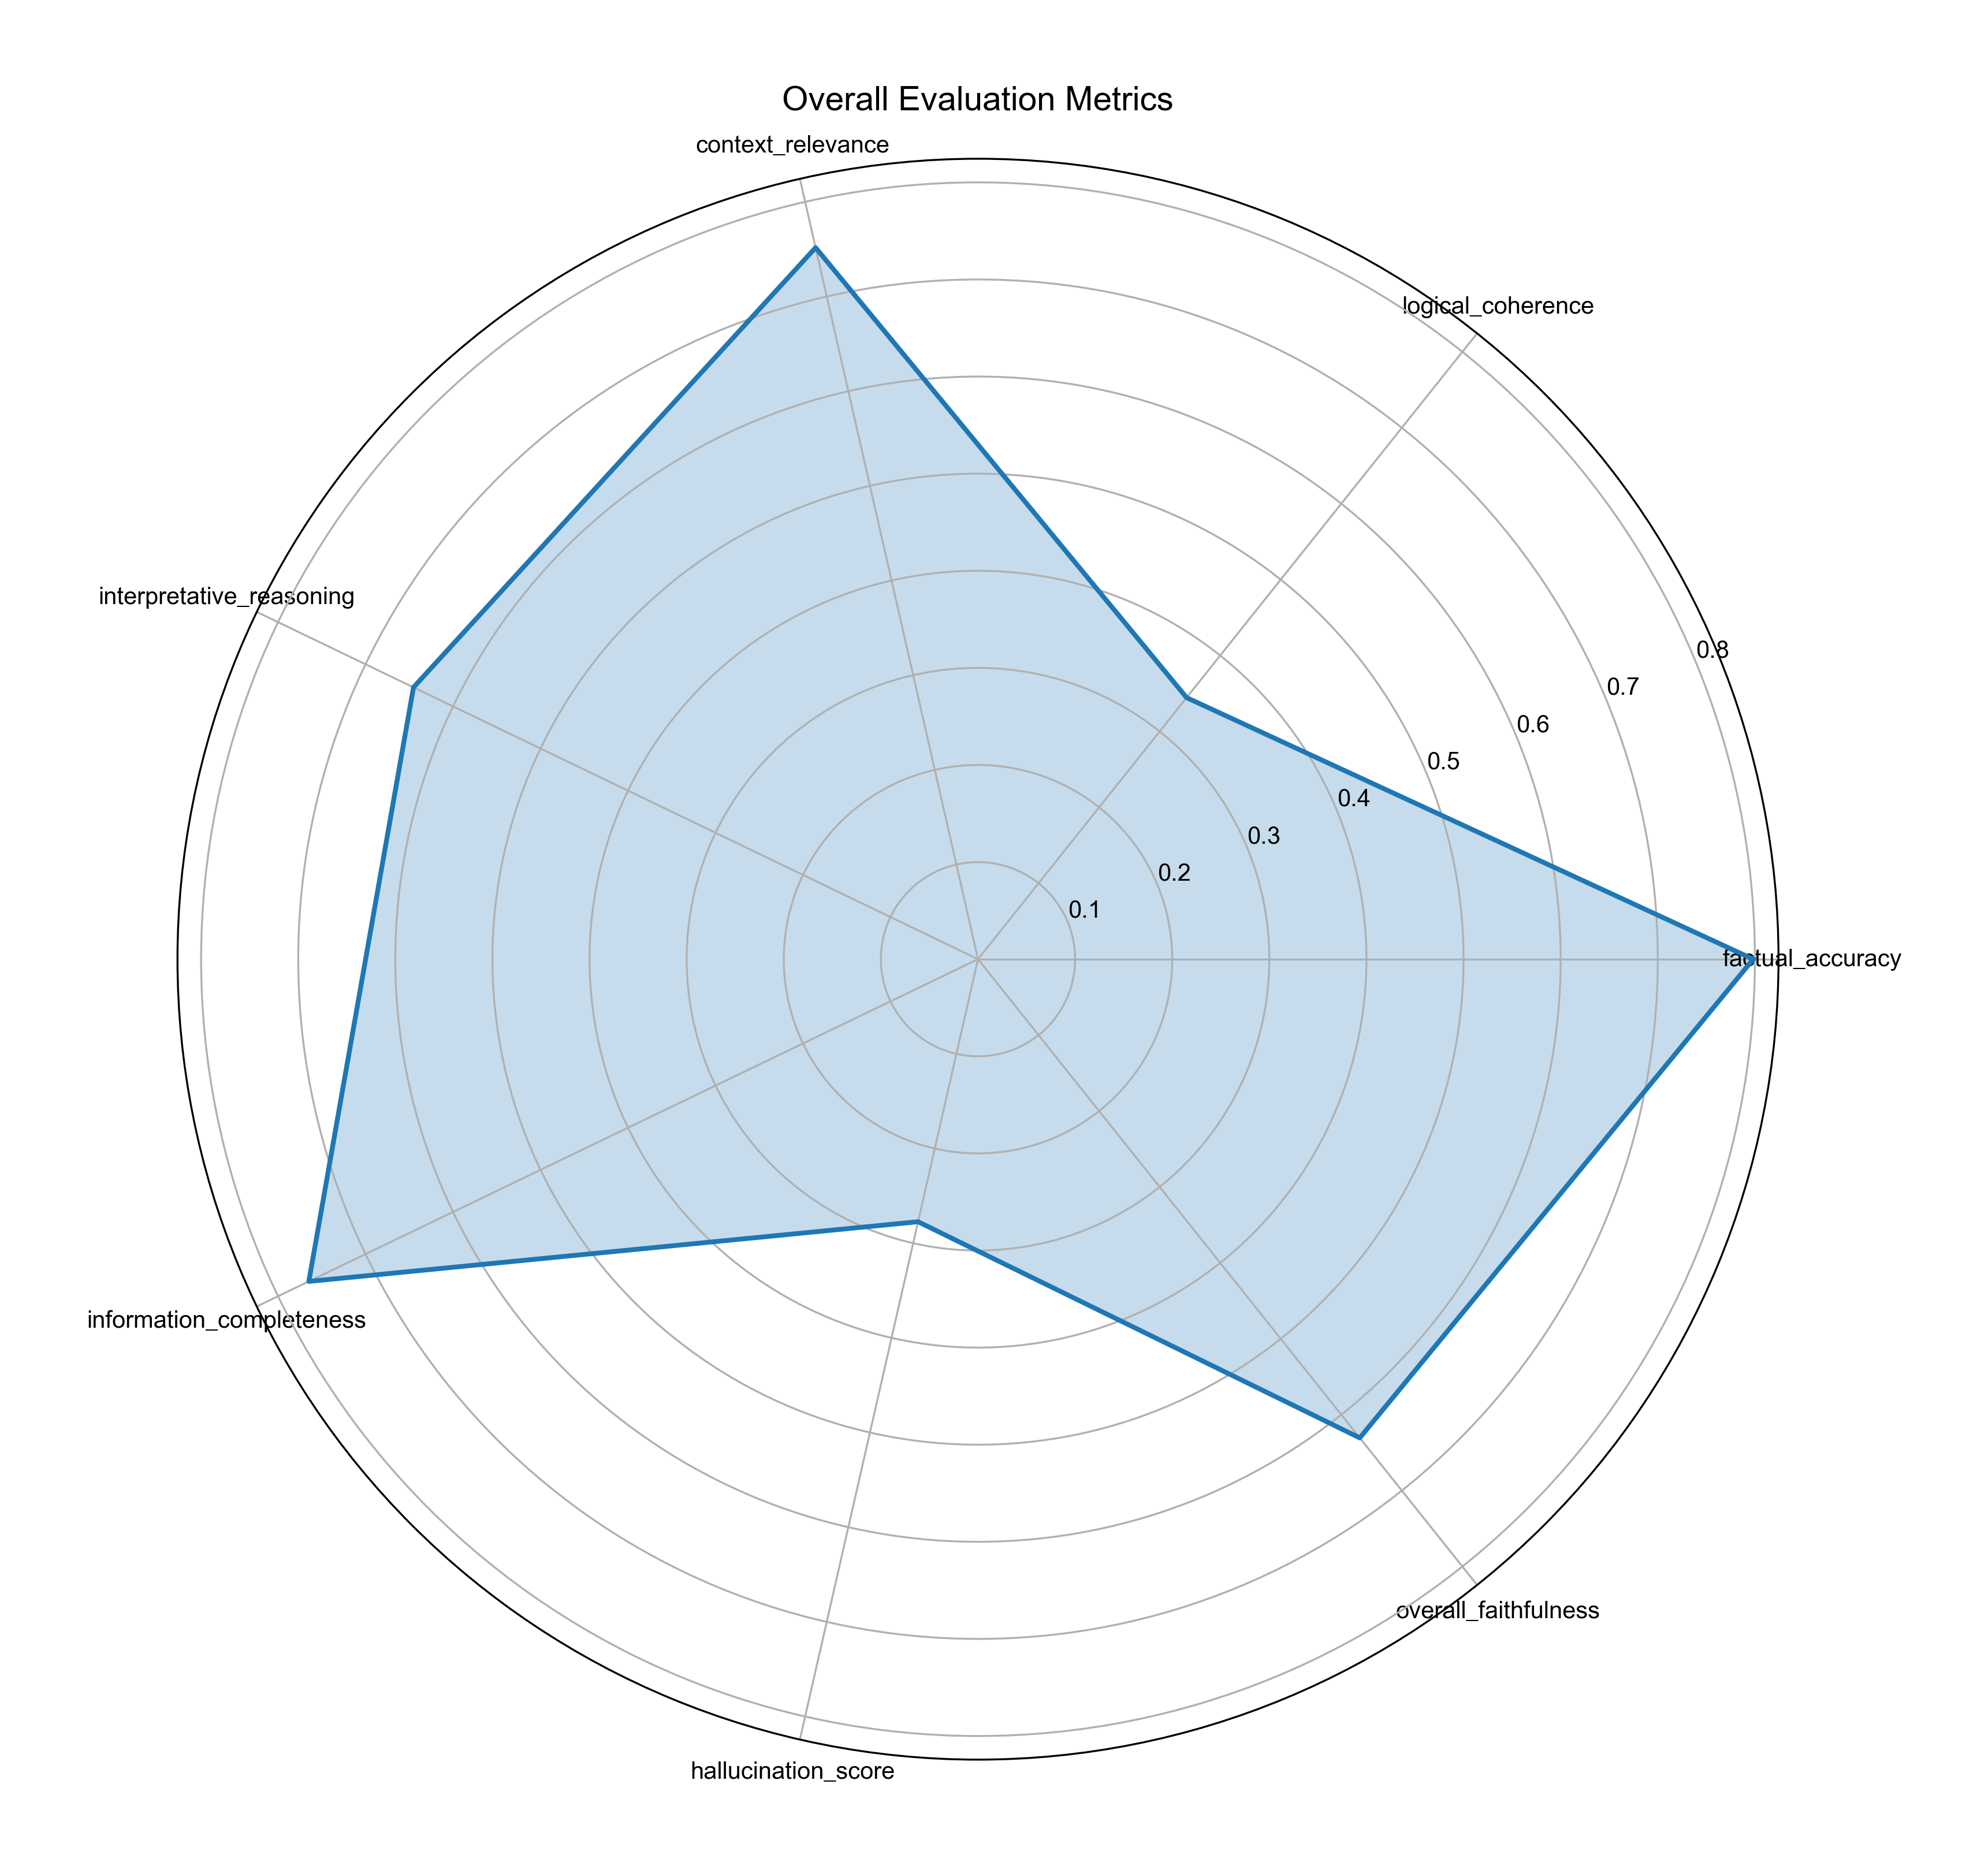 Overall Evaluation Metrics
context_relevance
logical_coherence
interpretative_reasoning
0.8
0.7
0.6
0.5
0.4
0.3
0.2
0.1
factual_accuracy
information_completeness
overall_faithfulness
hallucination_score